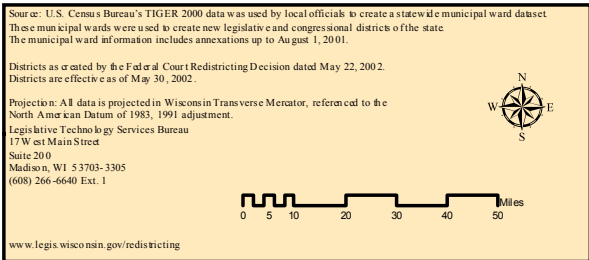 Source: U.S. Census Bureau's TIGER 2000 data was used by local officials to create a statewide municipal ward dataset.
These municipal wards were used to create new legislative and congressional districts of the state.
The municipal ward information includes annexations up to August 1, 2001.
Districts as created by the Federal Court Redistricting Decision dated May 22, 2002.
Districts are effective as of May 30, 2002.
Projection: All data is projected in Wisconsin Transverse Mercator, referenced to the
North American Datum of 1983, 1991 adjustment.
Legislative Technology Services Bureau
17 West Main Street
Suite 200
Madison, WI 53703-3305
(608) 266-6640 Ext. 1
N
W E
S
Miles
0 5 10 20 30 40 50
www.legis.wisconsin.gov/redistricting